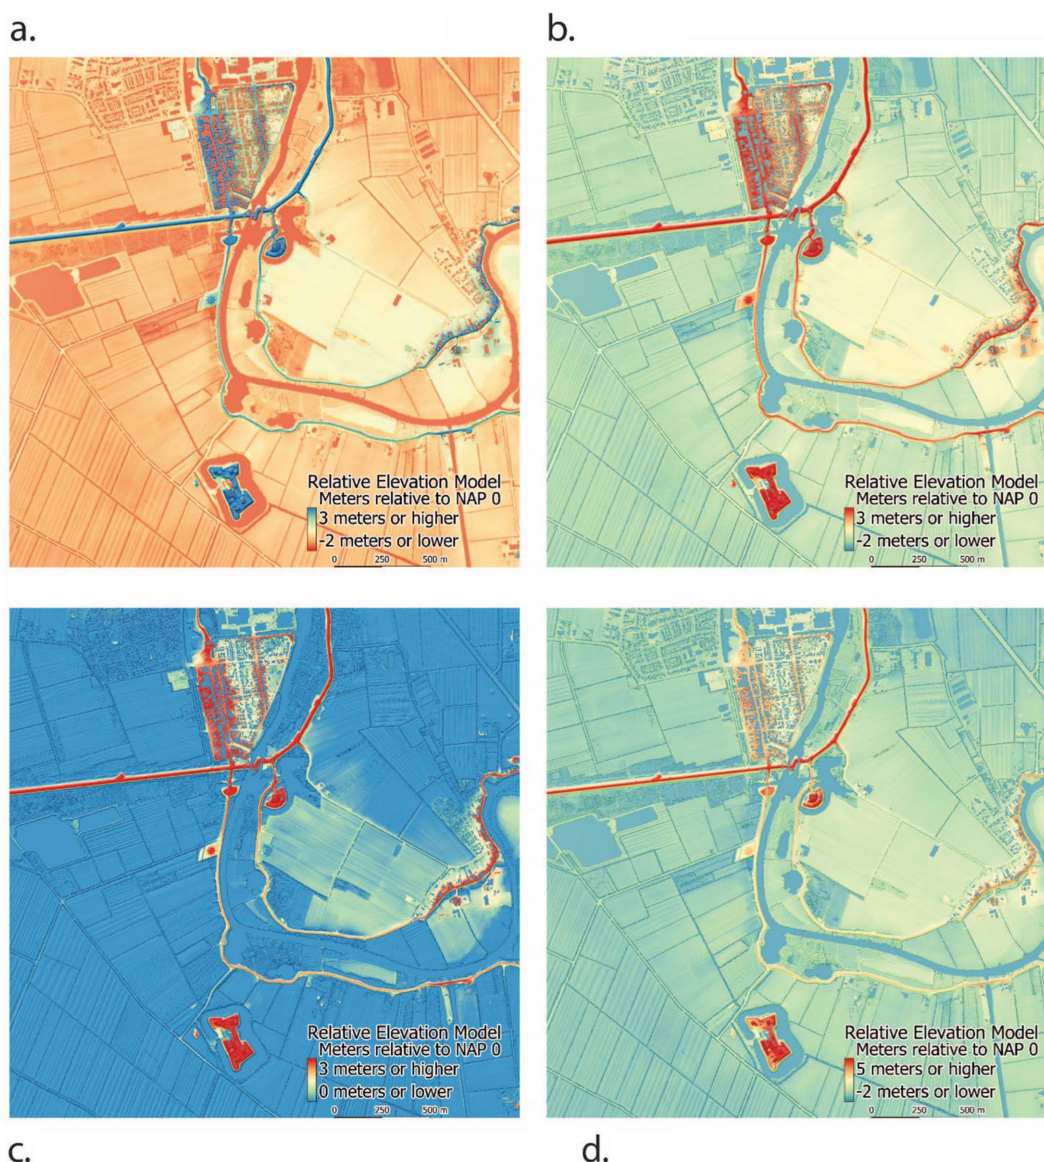 a.
b.
Relative Elevation Model
Meters relative to NAP 0
3 meters or higher
-2 meters or lower
0 250 500 m
Relative Elevation Model
Meters relative to NAP 0
3 meters or higher
-2 meters or lower
0 250 500 m
Relative Elevation Model
Meters relative to NAP 0
3 meters or higher
0 meters or lower
0 250 500 m
Relative Elevation Model
Meters relative to NAP 0
5 meters or higher
-2 meters or lower
0 250 500 m
c.
d.